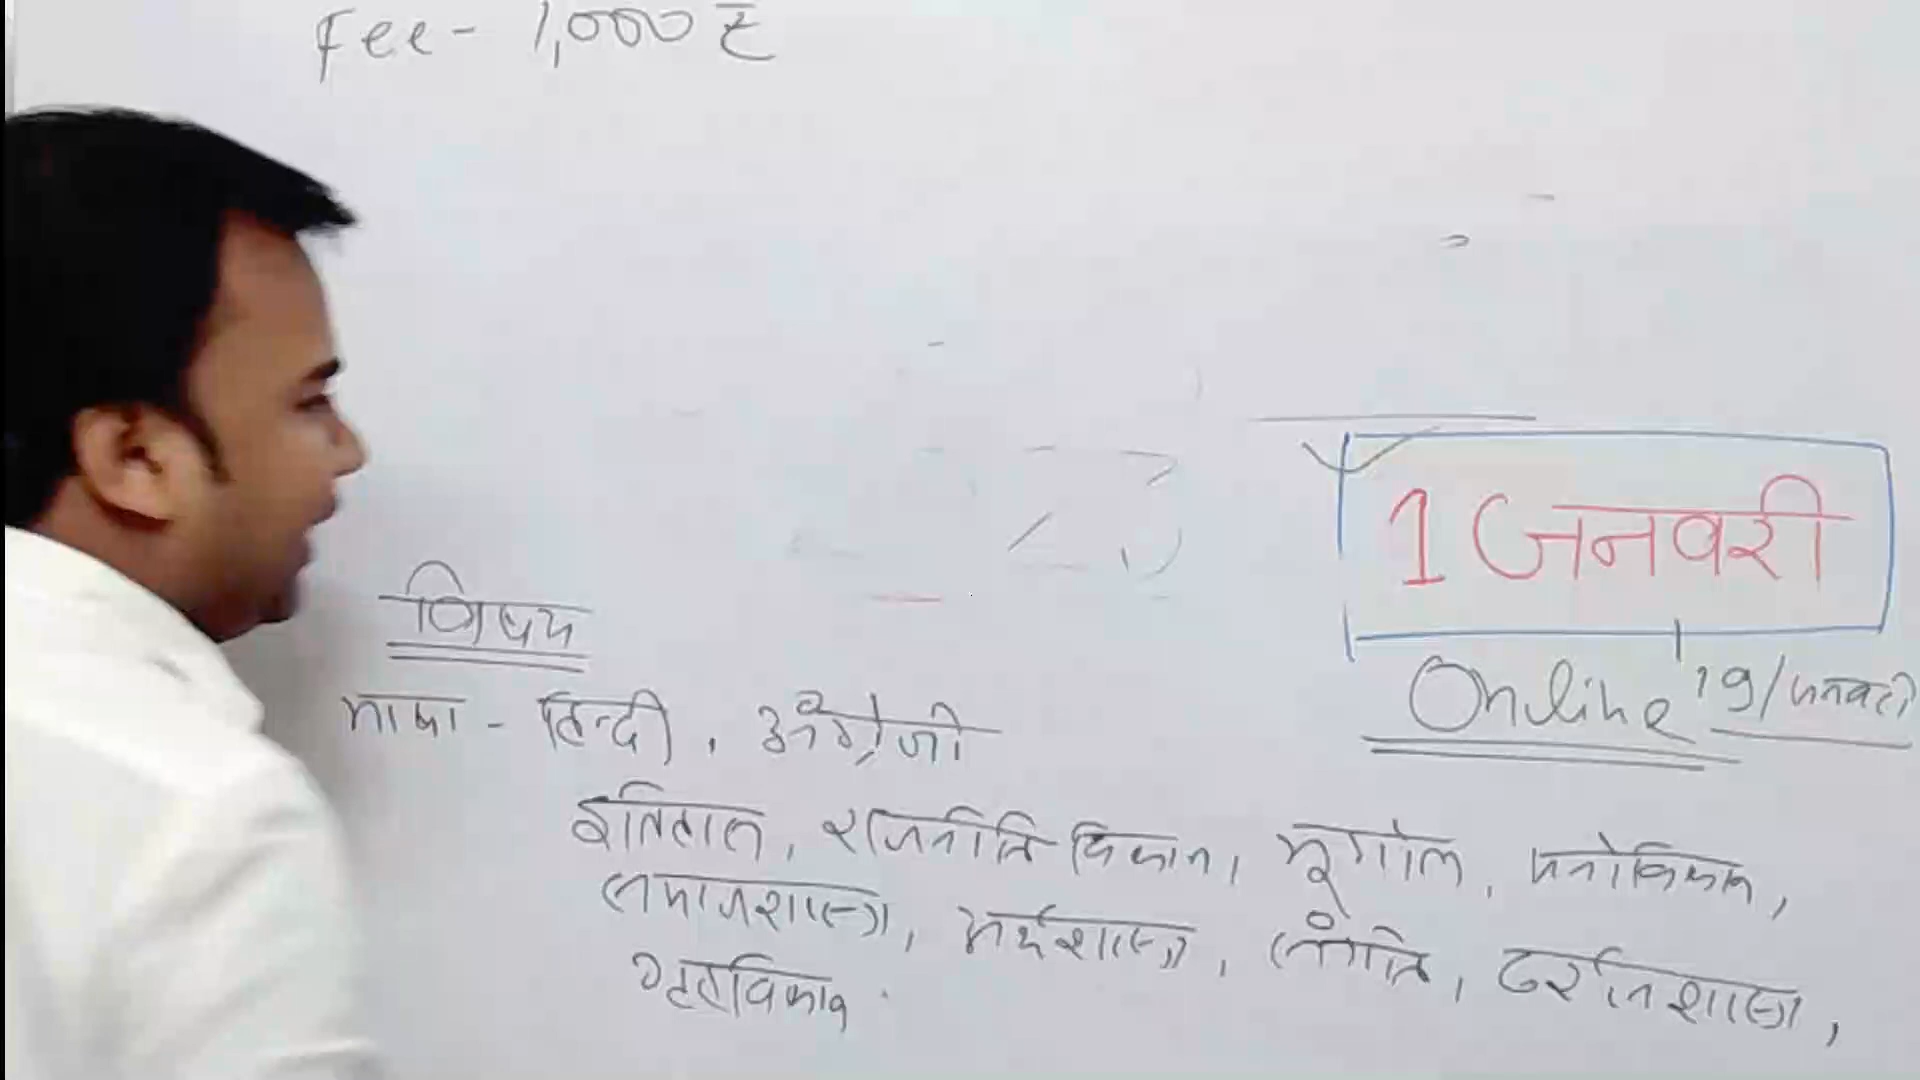 Fee - 1,000 ₹
1 जनवरी
विषय
Online 19/जनवरी
भाषा - हिन्दी, अँग्रेजी
इतिहास, राजनीति विज्ञान, भूगोल, मनोविज्ञान,
समाजशास्त्र, अर्थशास्त्र, संगीत, दर्शनशास्त्र,
गृहविज्ञान.